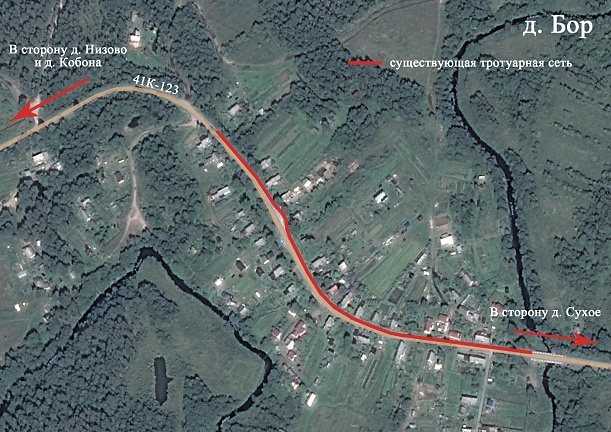 д. Бор
В сторону д. Низово
и д. Кобона
существующая тротуарная сеть
41К-123
В сторону д. Сухое